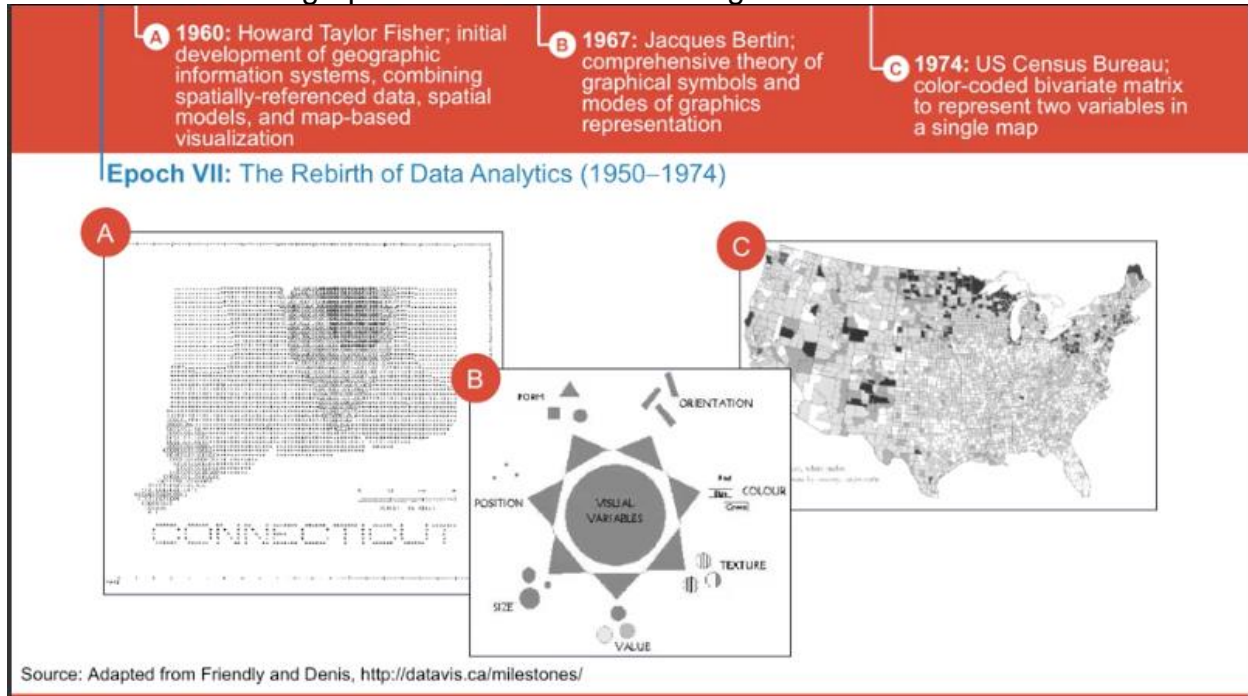 A 1960: Howard Taylor Fisher; initial
development of geographic
information systems, combining
spatially-referenced data, spatial
models, and map-based
visualization
B 1967: Jacques Bertin;
comprehensive theory of
graphical symbols and
modes of graphics
representation
C 1974: US Census Bureau;
color-coded bivariate matrix
to represent two variables in
a single map
Epoch VII: The Rebirth of Data Analytics (1950–1974)
A
CONNECTICUT
B
FORM
ORIENTATION
POSITION
VISUAL
VARIABLES
COLOUR
TEXTURE
SIZE
VALUE
C
Source: Adapted from Friendly and Denis, http://datavis.ca/milestones/